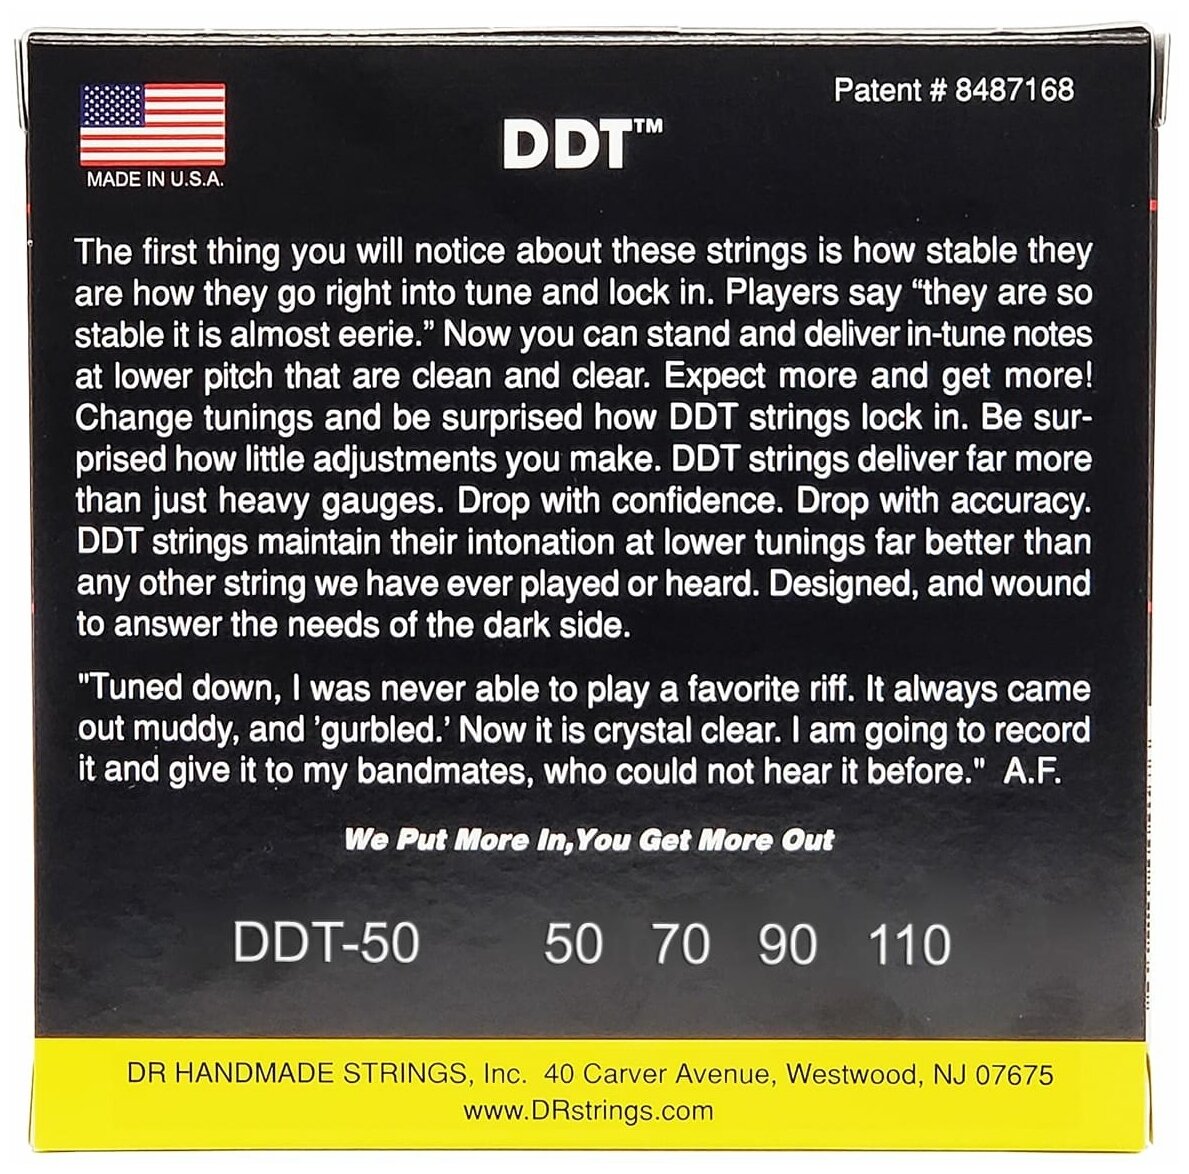 Patent # 8487168
DDT™
MADE IN U.S.A.
The first thing you will notice about these strings is how stable they
are how they go right into tune and lock in. Players say “they are so
stable it is almost eerie.” Now you can stand and deliver in-tune notes
at lower pitch that are clean and clear. Expect more and get more!
Change tunings and be surprised how DDT strings lock in. Be sur-
prised how little adjustments you make. DDT strings deliver far more
than just heavy gauges. Drop with confidence. Drop with accuracy.
DDT strings maintain their intonation at lower tunings far better than
any other string we have ever played or heard. Designed, and wound
to answer the needs of the dark side.
"Tuned down, I was never able to play a favorite riff. It always came
out muddy, and ’gurbled.’ Now it is crystal clear. I am going to record
it and give it to my bandmates, who could not hear it before." A.F.
We Put More In,You Get More Out
DDT-50 50 70 90 110
DR HANDMADE STRINGS, Inc. 40 Carver Avenue, Westwood, NJ 07675
www.DRstrings.com